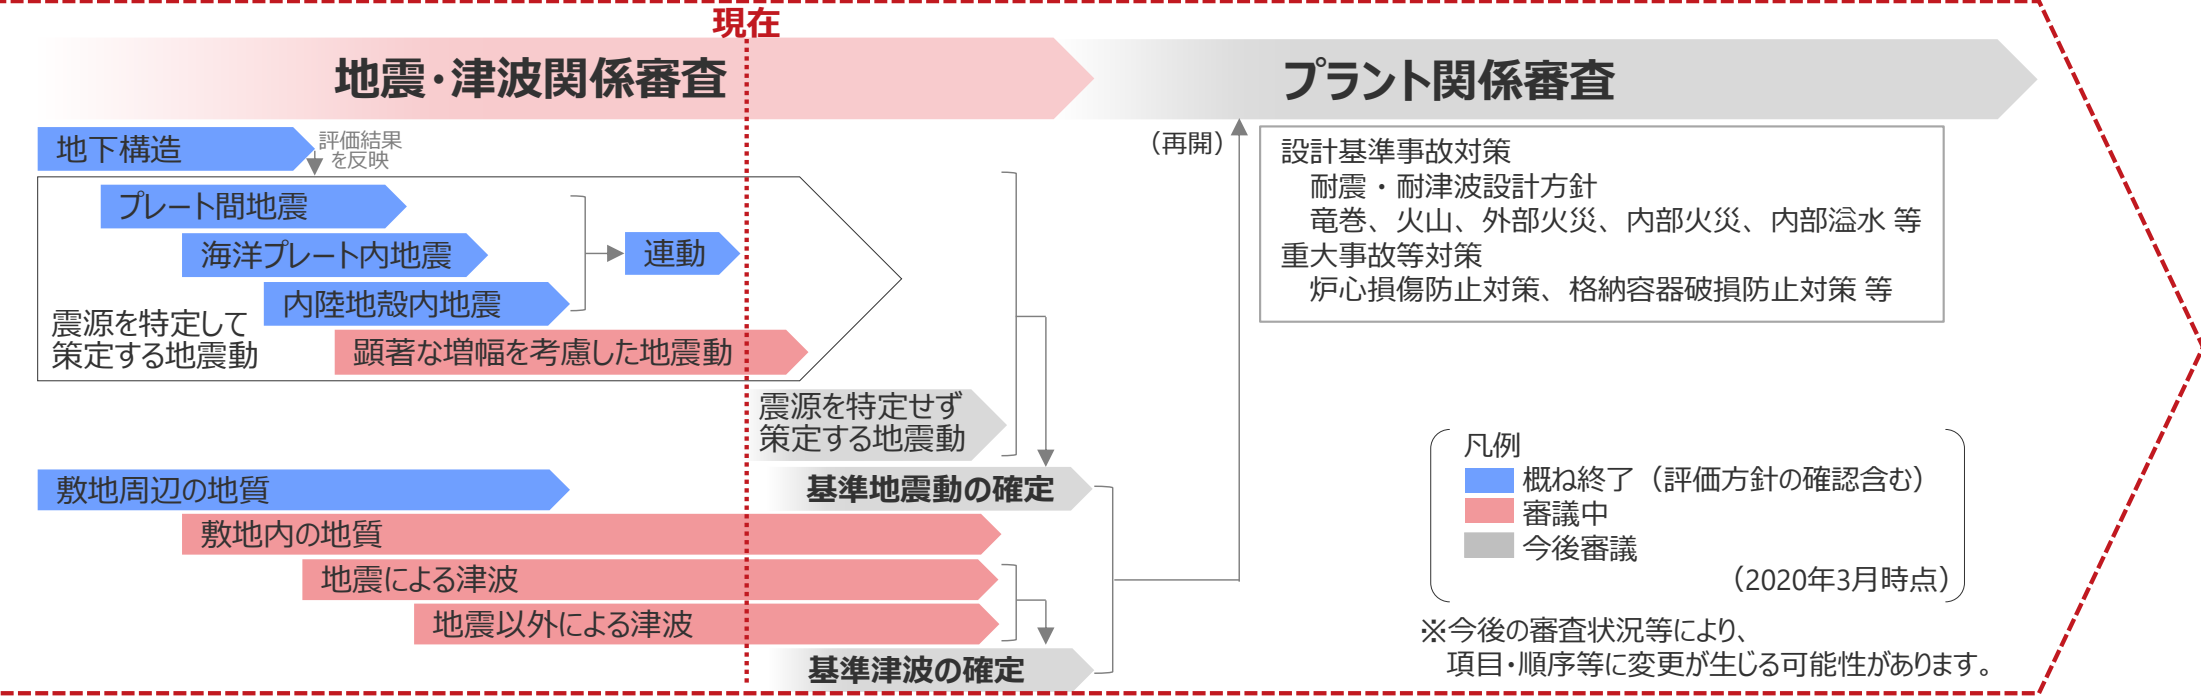 現在
地震・津波関係審査
プラント関係審査
地下構造
評価結果
を反映
プレート間地震
海洋プレート内地震
内陸地殻内地震
連動
震源を特定して
策定する地震動
顕著な増幅を考慮した地震動
震源を特定せず
策定する地震動
基準地震動の確定
敷地周辺の地質
敷地内の地質
地震による津波
地震以外による津波
基準津波の確定
（再開）
設計基準事故対策
耐震・耐津波設計方針
竜巻、火山、外部火災、内部火災、内部溢水 等
重大事故等対策
炉心損傷防止対策、格納容器破損防止対策 等
凡例
概ね終了（評価方針の確認含む）
審議中
今後審議
（2020年3月時点）
※今後の審査状況等により、
項目・順序等に変更が生じる可能性があります。